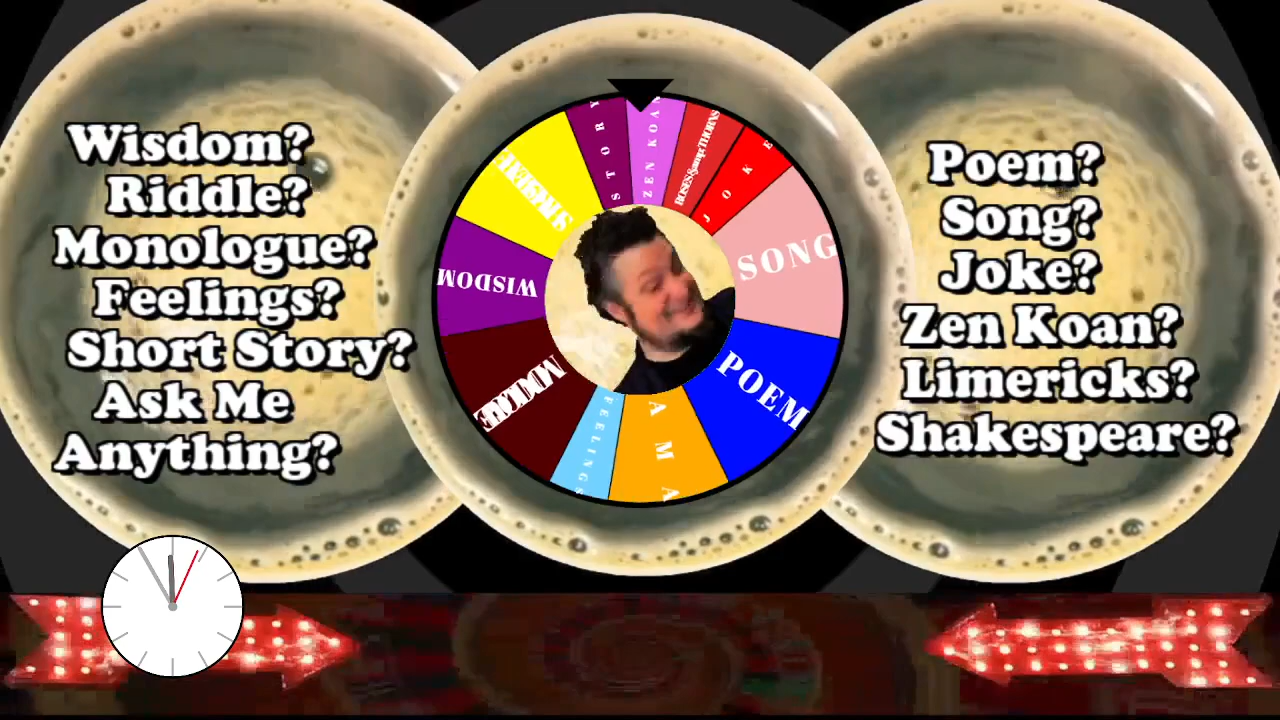 Wisdom?
Riddle?
Monologue?
Feelings?
Short Story?
Ask Me
Anything?
STORY
ZEN KOAN
JOKE
SONG
POEM
AMA
FEELINGS
WISDOM
Poem?
Song?
Joke?
Zen Koan?
Limericks?
Shakespeare?